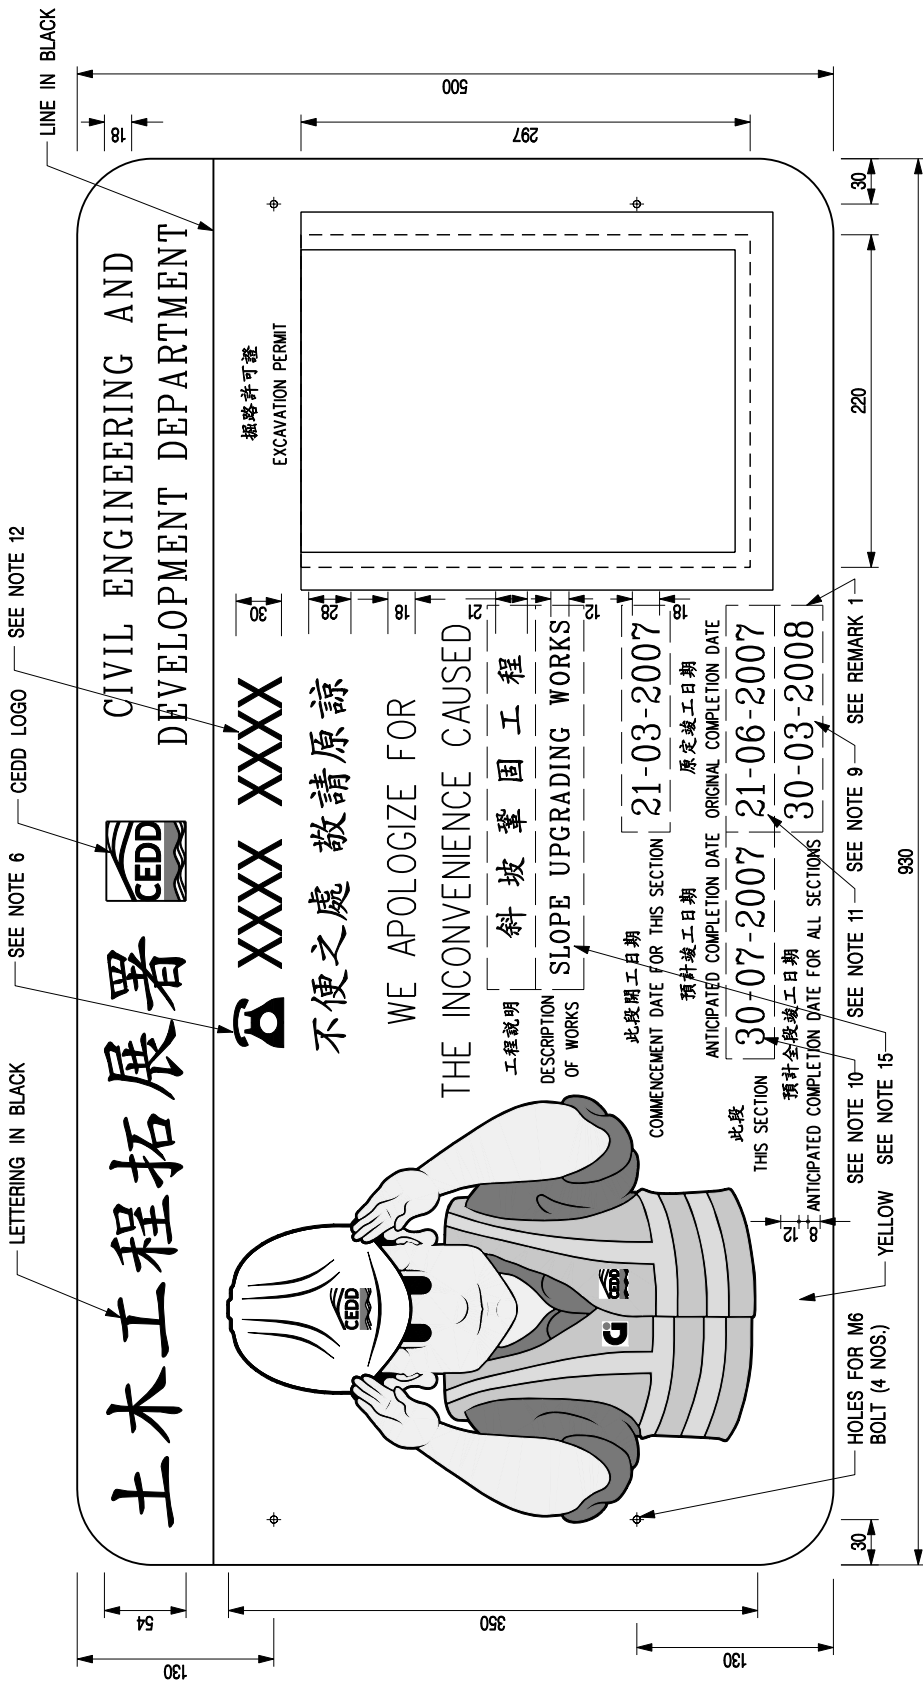 LETTERING IN BLACK
SEE NOTE 6
CEDD LOGO
SEE NOTE 12
LINE IN BLACK
土木工程拓展署
CEDD
CIVIL ENGINEERING AND
DEVELOPMENT DEPARTMENT
XXXX XXXX
不便之處 敬請原諒
WE APOLOGIZE FOR
THE INCONVENIENCE CAUSED
工程説明
斜坡鞏固工程
DESCRIPTION
OF WORKS
SLOPE UPGRADING WORKS
此段開工日期
COMMENCEMENT DATE FOR THIS SECTION
21-03-2007
預計竣工日期
ANTICIPATED COMPLETION DATE
原定竣工日期
ORIGINAL COMPLETION DATE
此段
THIS SECTION
30-07-2007
21-06-2007
預計全段竣工日期
ANTICIPATED COMPLETION DATE FOR ALL SECTIONS
30-03-2008
掘路許可證
EXCAVATION PERMIT
CEDD
Gi
CEDD
HOLES FOR M6
BOLT (4 NOS.)
YELLOW
SEE NOTE 15
SEE NOTE 10
SEE NOTE 11
SEE NOTE 9
SEE REMARK 1
54
130
350
130
30
930
220
30
500
297
18
30
28
18
21
12
18
12
8